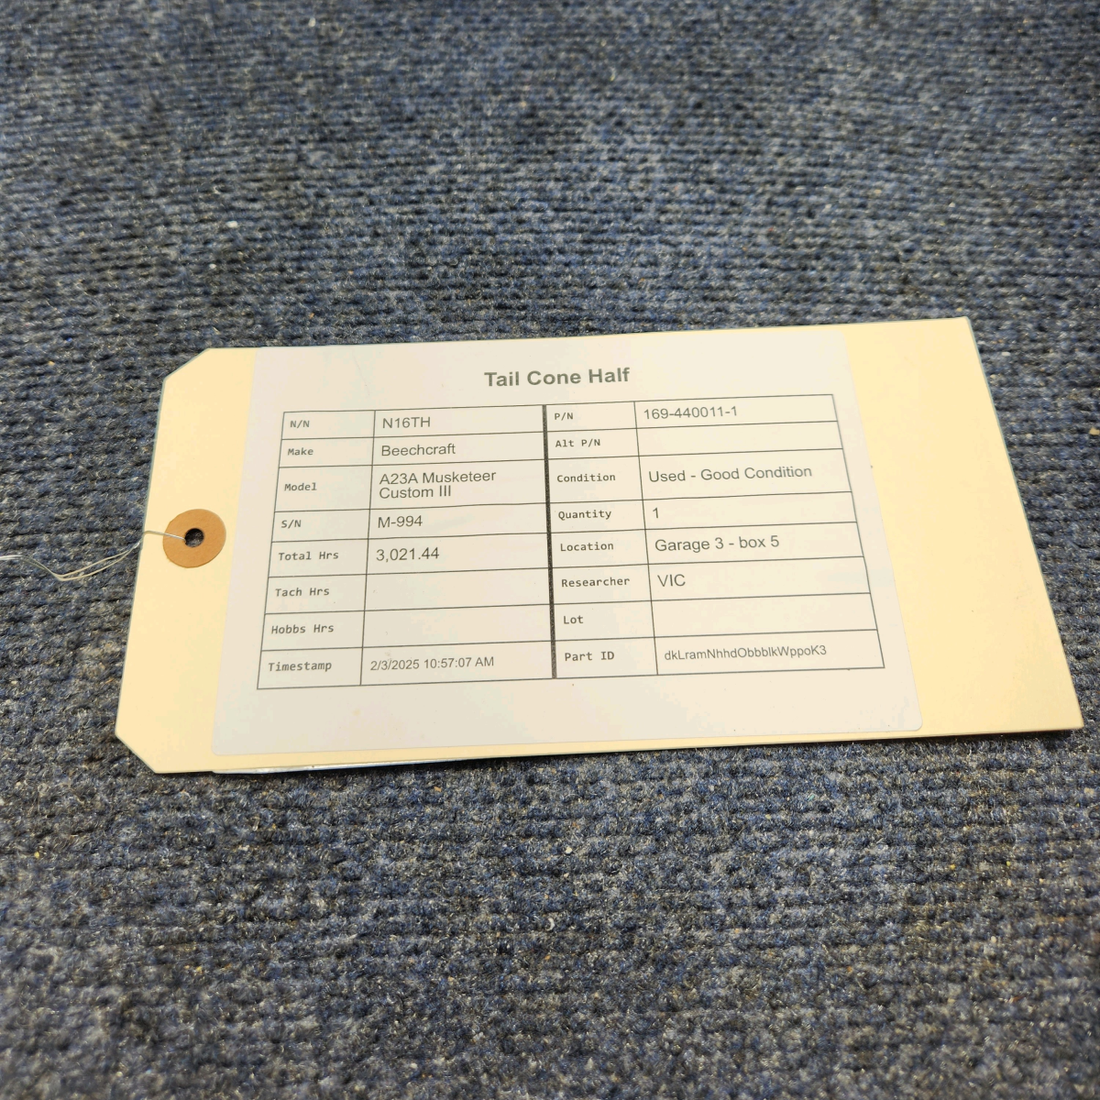 Tail Cone Half
N/N N16TH
Make Beechcraft
Model A23A Musketeer
Custom III
S/N M-994
Total Hrs 3,021.44
Tach Hrs
Hobbs Hrs
Timestamp 2/3/2025 10:57:07 AM
P/N 169-440011-1
Alt P/N
Condition Used - Good Condition
Quantity 1
Location Garage 3 - box 5
Researcher VIC
Lot
Part ID dkLramNhhdObbblkWppoK3